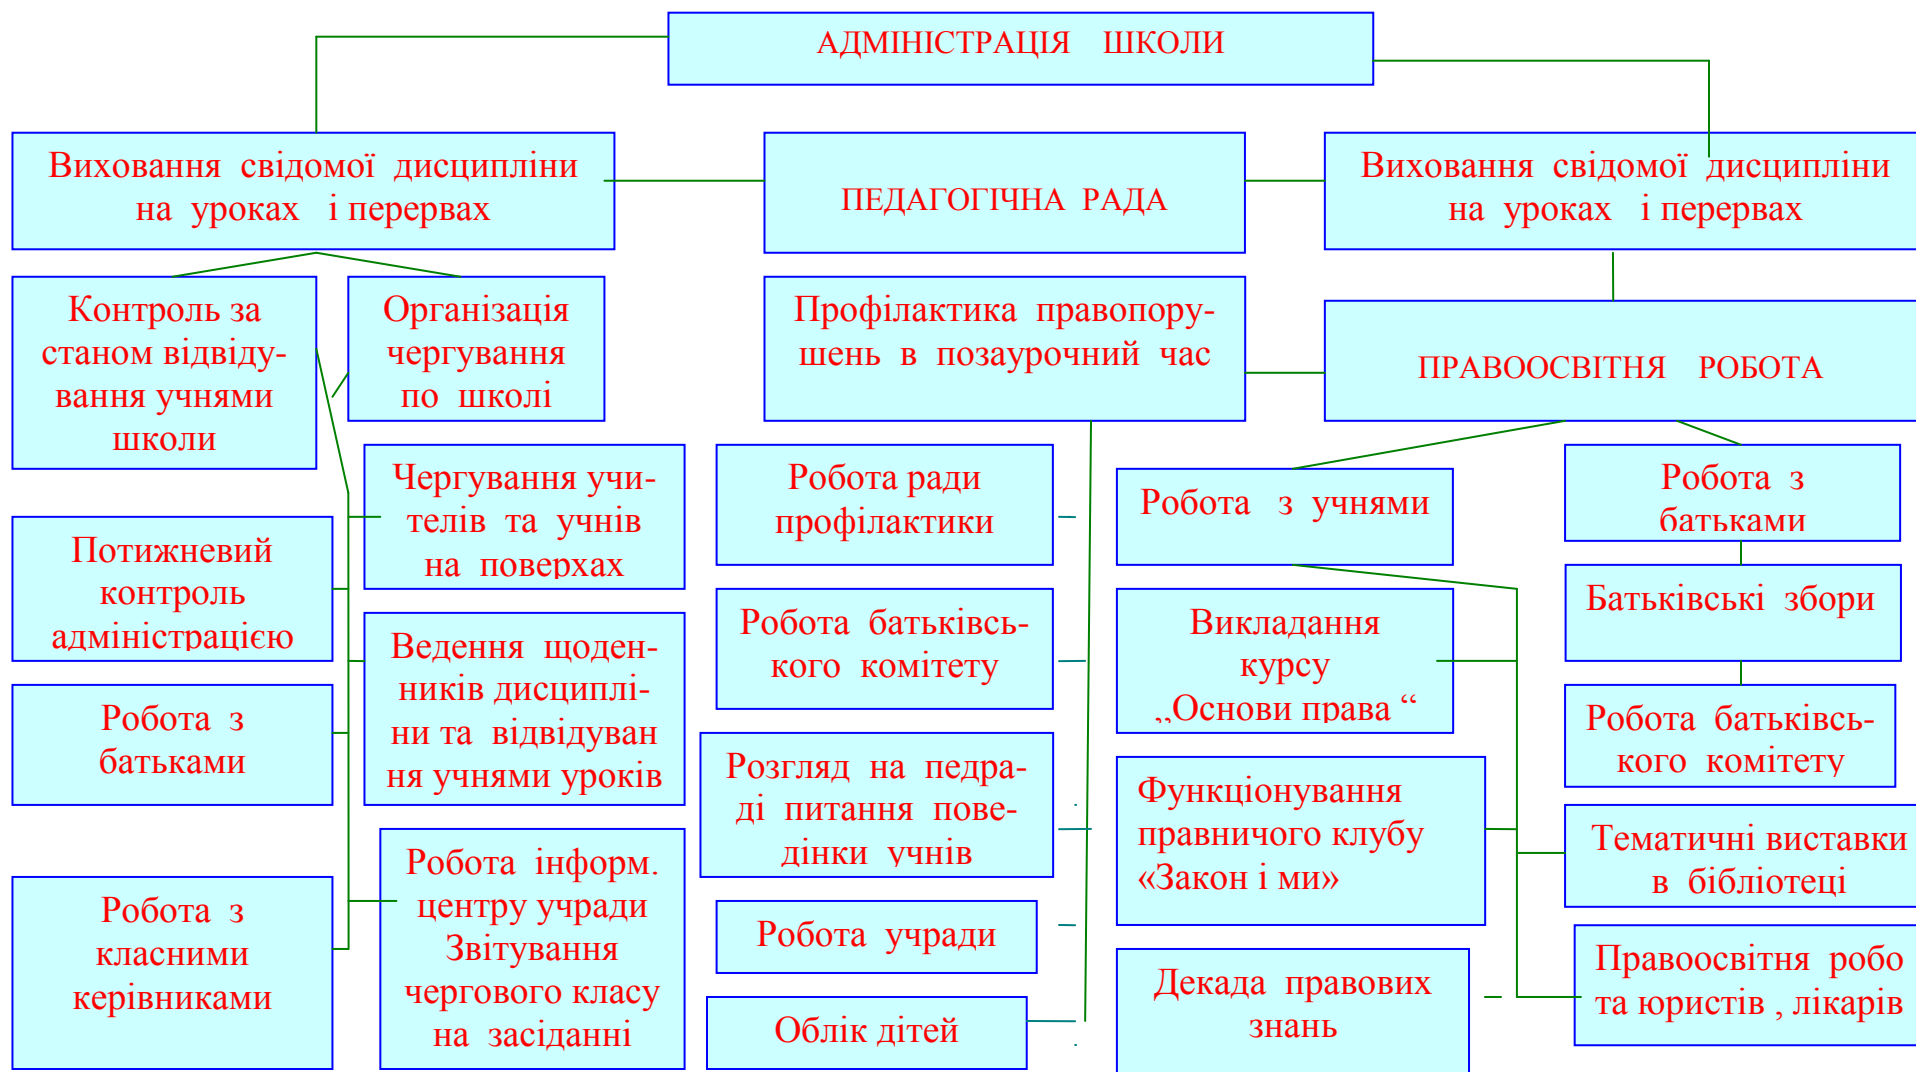 АДМІНІСТРАЦІЯ ШКОЛИ
Виховання свідомої дисципліни
на уроках і перервах
ПЕДАГОГІЧНА РАДА
Виховання свідомої дисципліни
на уроках і перервах
Контроль за
станом відвіду-
вання учнями
школи
Організація
чергування
по школі
Профілактика правопору-
шень в позаурочний час
ПРАВООСВІТНЯ РОБОТА
Чергування учи-
телів та учнів
на поверхах
Робота ради
профілактики
Робота з учнями
Робота з
батьками
Потижневий
контроль
адміністрацією
Ведення щоден-
ників дисциплі-
ни та відвідуван
ня учнями уроків
Робота батьківсь-
кого комітету
Викладання
курсу
„Основи права “
Батьківські збори
Робота з
батьками
Розгляд на педра-
ді питання пове-
дінки учнів
Функціонування
правничого клубу
«Закон і ми»
Робота батьківсь-
кого комітету
Тематичні виставки
в бібліотеці
Робота з
класними
керівниками
Робота інформ.
центру учради
Звітування
чергового класу
на засіданні
Робота учради
Облік дітей
Декада правових
знань
Правоосвітня робо
та юристів , лікарів